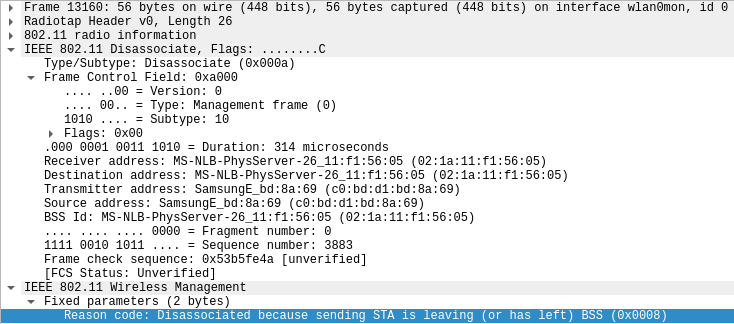 Frame 13160: 56 bytes on wire (448 bits), 56 bytes captured (448 bits) on interface wlan0mon, id 0
Radiotap Header v0, Length 26
802.11 radio information
IEEE 802.11 Disassociate, Flags: ........C
Type/Subtype: Disassociate (0x000a)
Frame Control Field: 0xa000
.... ..00 = Version: 0
.... 00.. = Type: Management frame (0)
1010 .... = Subtype: 10
Flags: 0x00
.000 0001 0011 1010 = Duration: 314 microseconds
Receiver address: MS-NLB-PhysServer-26_11:f1:56:05 (02:1a:11:f1:56:05)
Destination address: MS-NLB-PhysServer-26_11:f1:56:05 (02:1a:11:f1:56:05)
Transmitter address: SamsungE_bd:8a:69 (c0:bd:d1:bd:8a:69)
Source address: SamsungE_bd:8a:69 (c0:bd:d1:bd:8a:69)
BSS Id: MS-NLB-PhysServer-26_11:f1:56:05 (02:1a:11:f1:56:05)
.... .... .... 0000 = Fragment number: 0
1111 0010 1011 .... = Sequence number: 3883
Frame check sequence: 0x53b5fe4a [unverified]
[FCS Status: Unverified]
IEEE 802.11 Wireless Management
Fixed parameters (2 bytes)
Reason code: Disassociated because sending STA is leaving (or has left) BSS (0x0008)